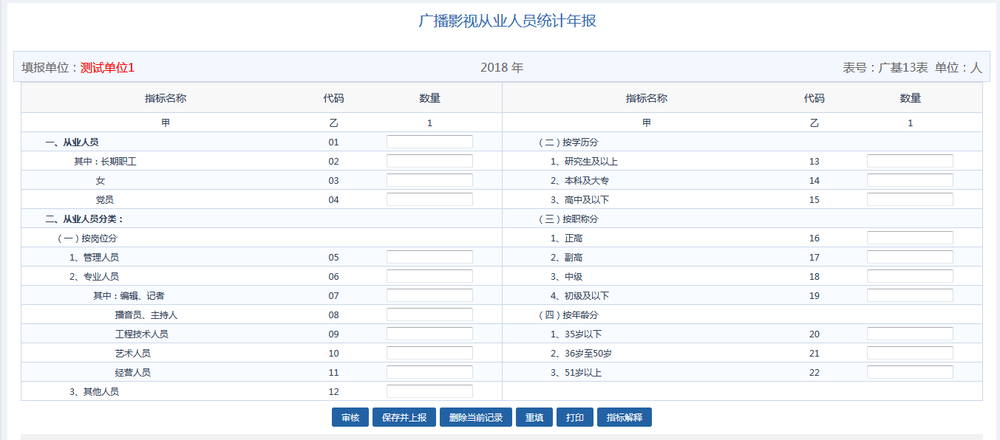 广播影视从业人员统计年报
填报单位：测试单位1 2018 年 表号：广基13表 单位：人
指标名称 代码 数量 指标名称 代码 数量
甲 乙 1 甲 乙 1
一、从业人员 01 （二）按学历分
其中：长期职工 02 1、研究生及以上 13
女 03 2、本科及大专 14
党员 04 3、高中及以下 15
二、从业人员分类： （三）按职称分
（一）按岗位分 1、正高 16
1、管理人员 05 2、副高 17
2、专业人员 06 3、中级 18
其中：编辑、记者 07 4、初级及以下 19
播音员、主持人 08 （四）按年龄分
工程技术人员 09 1、35岁以下 20
艺术人员 10 2、36岁至50岁 21
经营人员 11 3、51岁以上 22
3、其他人员 12
审核 保存并上报 删除当前记录 重填 打印 指标解释